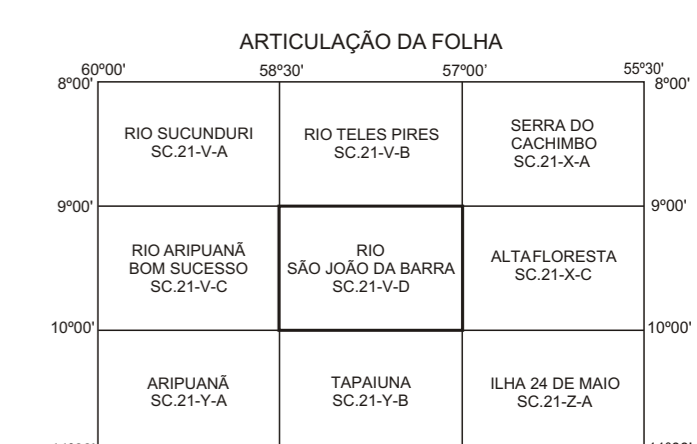 ARTICULAÇÃO DA FOLHA
60º00' 58º30' 57º00' 55º30'
8º00' 8º00'
RIO SUCUNDURI
SC.21-V-A
RIO TELES PIRES
SC.21-V-B
SERRA DO
CACHIMBO
SC.21-X-A
9º00' 9º00'
RIO ARIPUANÃ
BOM SUCESSO
SC.21-V-C
RIO
SÃO JOÃO DA BARRA
SC.21-V-D
ALTAFLORESTA
SC.21-X-C
10º00' 10º00'
ARIPUANÃ
SC.21-Y-A
TAPAIUNA
SC.21-Y-B
ILHA 24 DE MAIO
SC.21-Z-A